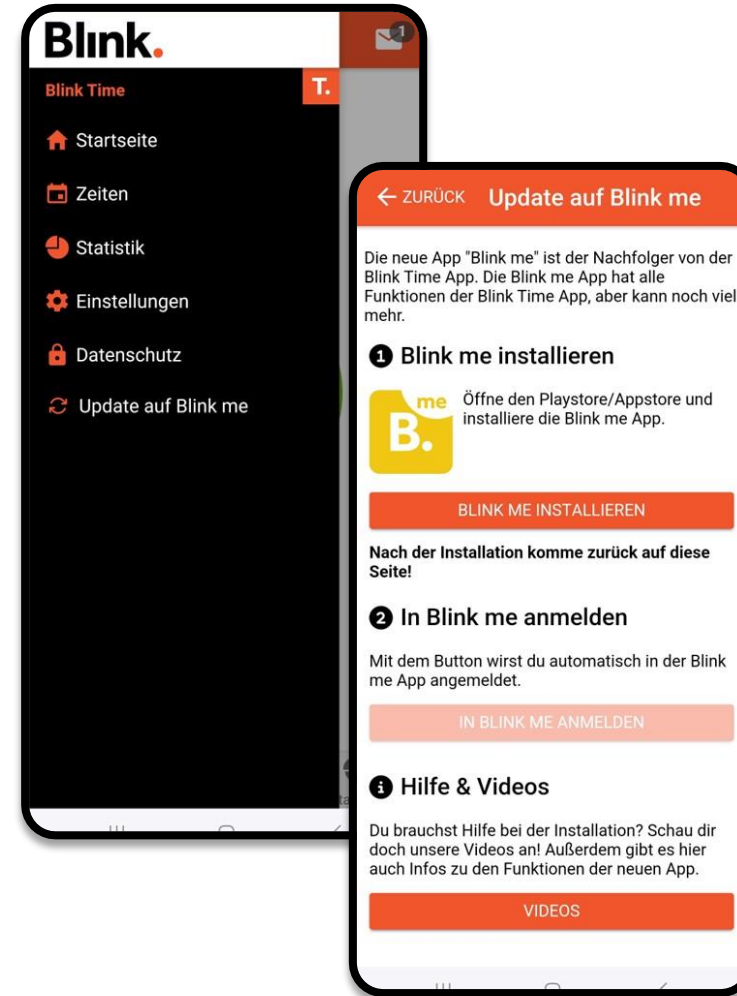 Blınk.
1
Blink Time
T.
Startseite
Zeiten
Statistik
Einstellungen
Datenschutz
Update auf Blink me
ZURÜCK Update auf Blink me
Die neue App "Blink me" ist der Nachfolger von der
Blink Time App. Die Blink me App hat alle
Funktionen der Blink Time App, aber kann noch viel
mehr.
1 Blink me installieren
me
B.
Öffne den Playstore/Appstore und
installiere die Blink me App.
BLINK ME INSTALLIEREN
Nach der Installation komme zurück auf diese
Seite!
2 In Blink me anmelden
Mit dem Button wirst du automatisch in der Blink
me App angemeldet.
IN BLINK ME ANMELDEN
Hilfe & Videos
Du brauchst Hilfe bei der Installation? Schau dir
doch unsere Videos an! Außerdem gibt es hier
auch Infos zu den Funktionen der neuen App.
VIDEOS